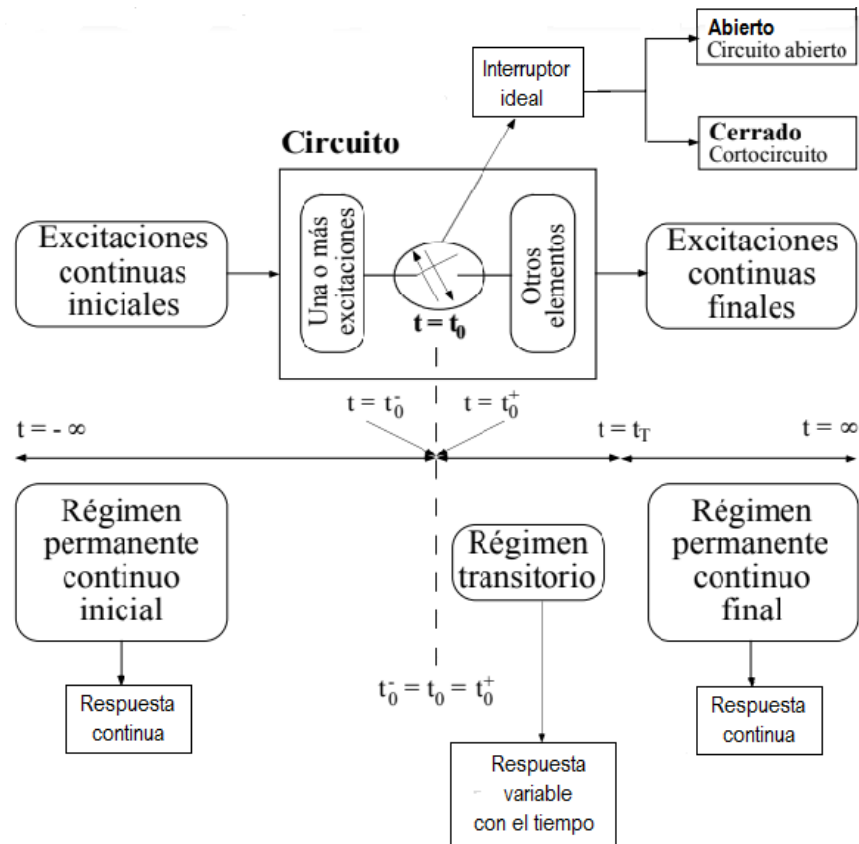 Abierto
Circuito abierto
Interruptor
ideal
Cerrado
Cortocircuito
Circuito
Excitaciones
continuas
iniciales
Una o más
excitaciones
t = t₀
Otros
elementos
Excitaciones
continuas
finales
t = t₀⁻
t = t₀⁺
t = - ∞
t = t_T
t = ∞
Régimen
permanente
continuo
inicial
Régimen
transitorio
Régimen
permanente
continuo
final
Respuesta
continua
t₀⁻ = t₀ = t₀⁺
Respuesta
continua
Respuesta
variable
con el tiempo